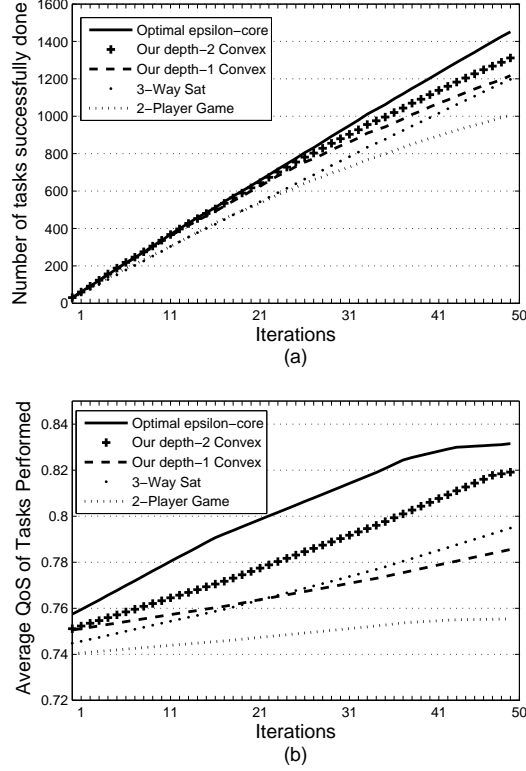 1600
1400
1200
1000
800
600
400
200
0
Number of tasks successfully done
Optimal epsilon−core
Our depth−2 Convex
Our depth−1 Convex
3−Way Sat
2−Player Game
1 11 21 31 41 50
Iterations
(a)
0.84
0.82
0.8
0.78
0.76
0.74
0.72
Average QoS of Tasks Performed
Optimal epsilon−core
Our depth−2 Convex
Our depth−1 Convex
3−Way Sat
2−Player Game
1 11 21 31 41 50
Iterations
(b)